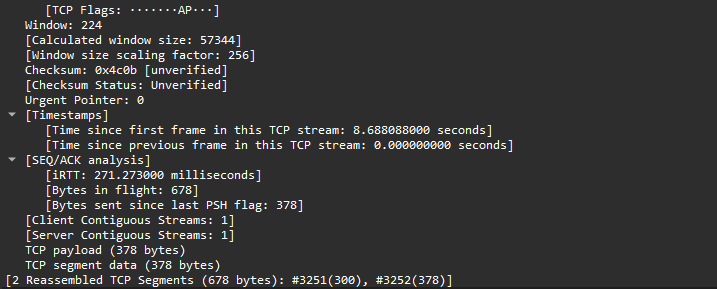 [TCP Flags: ·······AP···]
Window: 224
[Calculated window size: 57344]
[Window size scaling factor: 256]
Checksum: 0x4c0b [unverified]
[Checksum Status: Unverified]
Urgent Pointer: 0
[Timestamps]
[Time since first frame in this TCP stream: 8.688088000 seconds]
[Time since previous frame in this TCP stream: 0.000000000 seconds]
[SEQ/ACK analysis]
[iRTT: 271.273000 milliseconds]
[Bytes in flight: 678]
[Bytes sent since last PSH flag: 378]
[Client Contiguous Streams: 1]
[Server Contiguous Streams: 1]
TCP payload (378 bytes)
TCP segment data (378 bytes)
[2 Reassembled TCP Segments (678 bytes): #3251(300), #3252(378)]